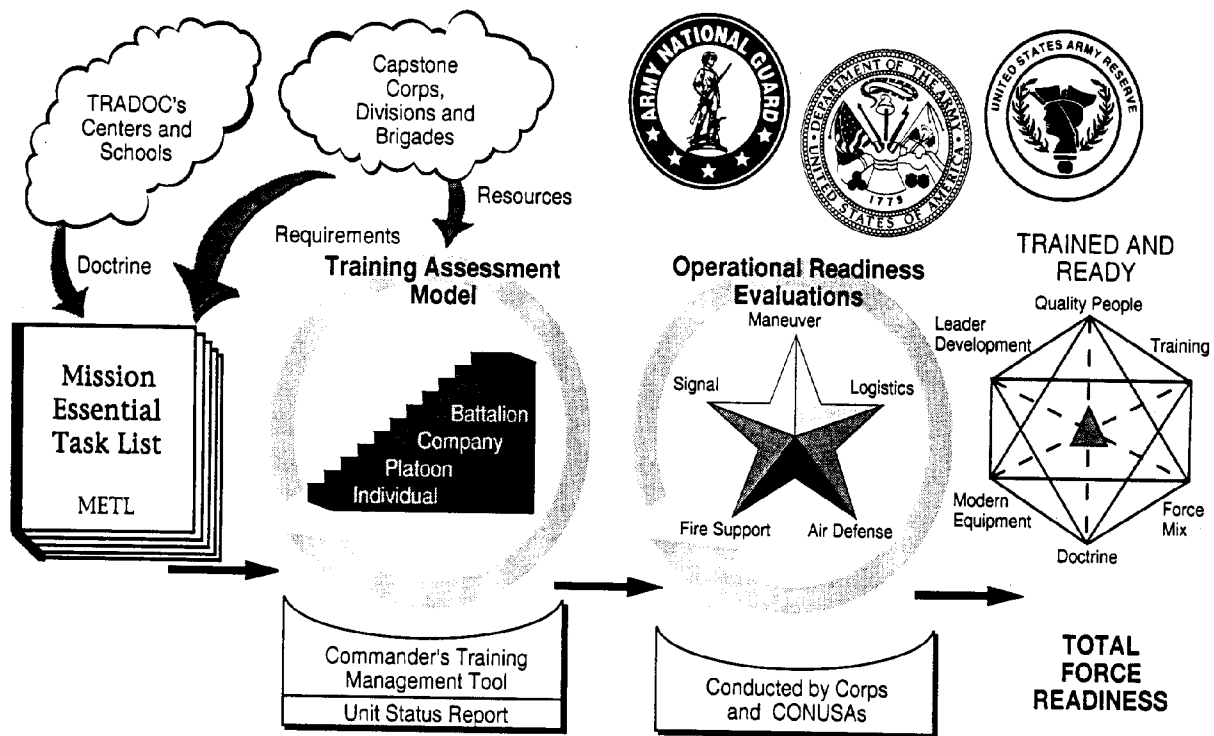 TRADOC's
Centers and
Schools
Capstone
Corps,
Divisions and
Brigades
ARMY NATIONAL GUARD
DEPARTMENT OF THE ARMY
UNITED STATES OF AMERICA
1775
UNITED STATES ARMY RESERVE
Doctrine
Requirements
Resources
Mission
Essential
Task List
METL
Training Assessment
Model
Battalion
Company
Platoon
Individual
Commander's Training
Management Tool
Unit Status Report
Operational Readiness
Evaluations
Maneuver
Signal
Logistics
Fire Support
Air Defense
Conducted by Corps
and CONUSAs
TRAINED AND
READY
Quality People
Leader
Development
Training
Modern
Equipment
Force
Mix
Doctrine
TOTAL
FORCE
READINESS